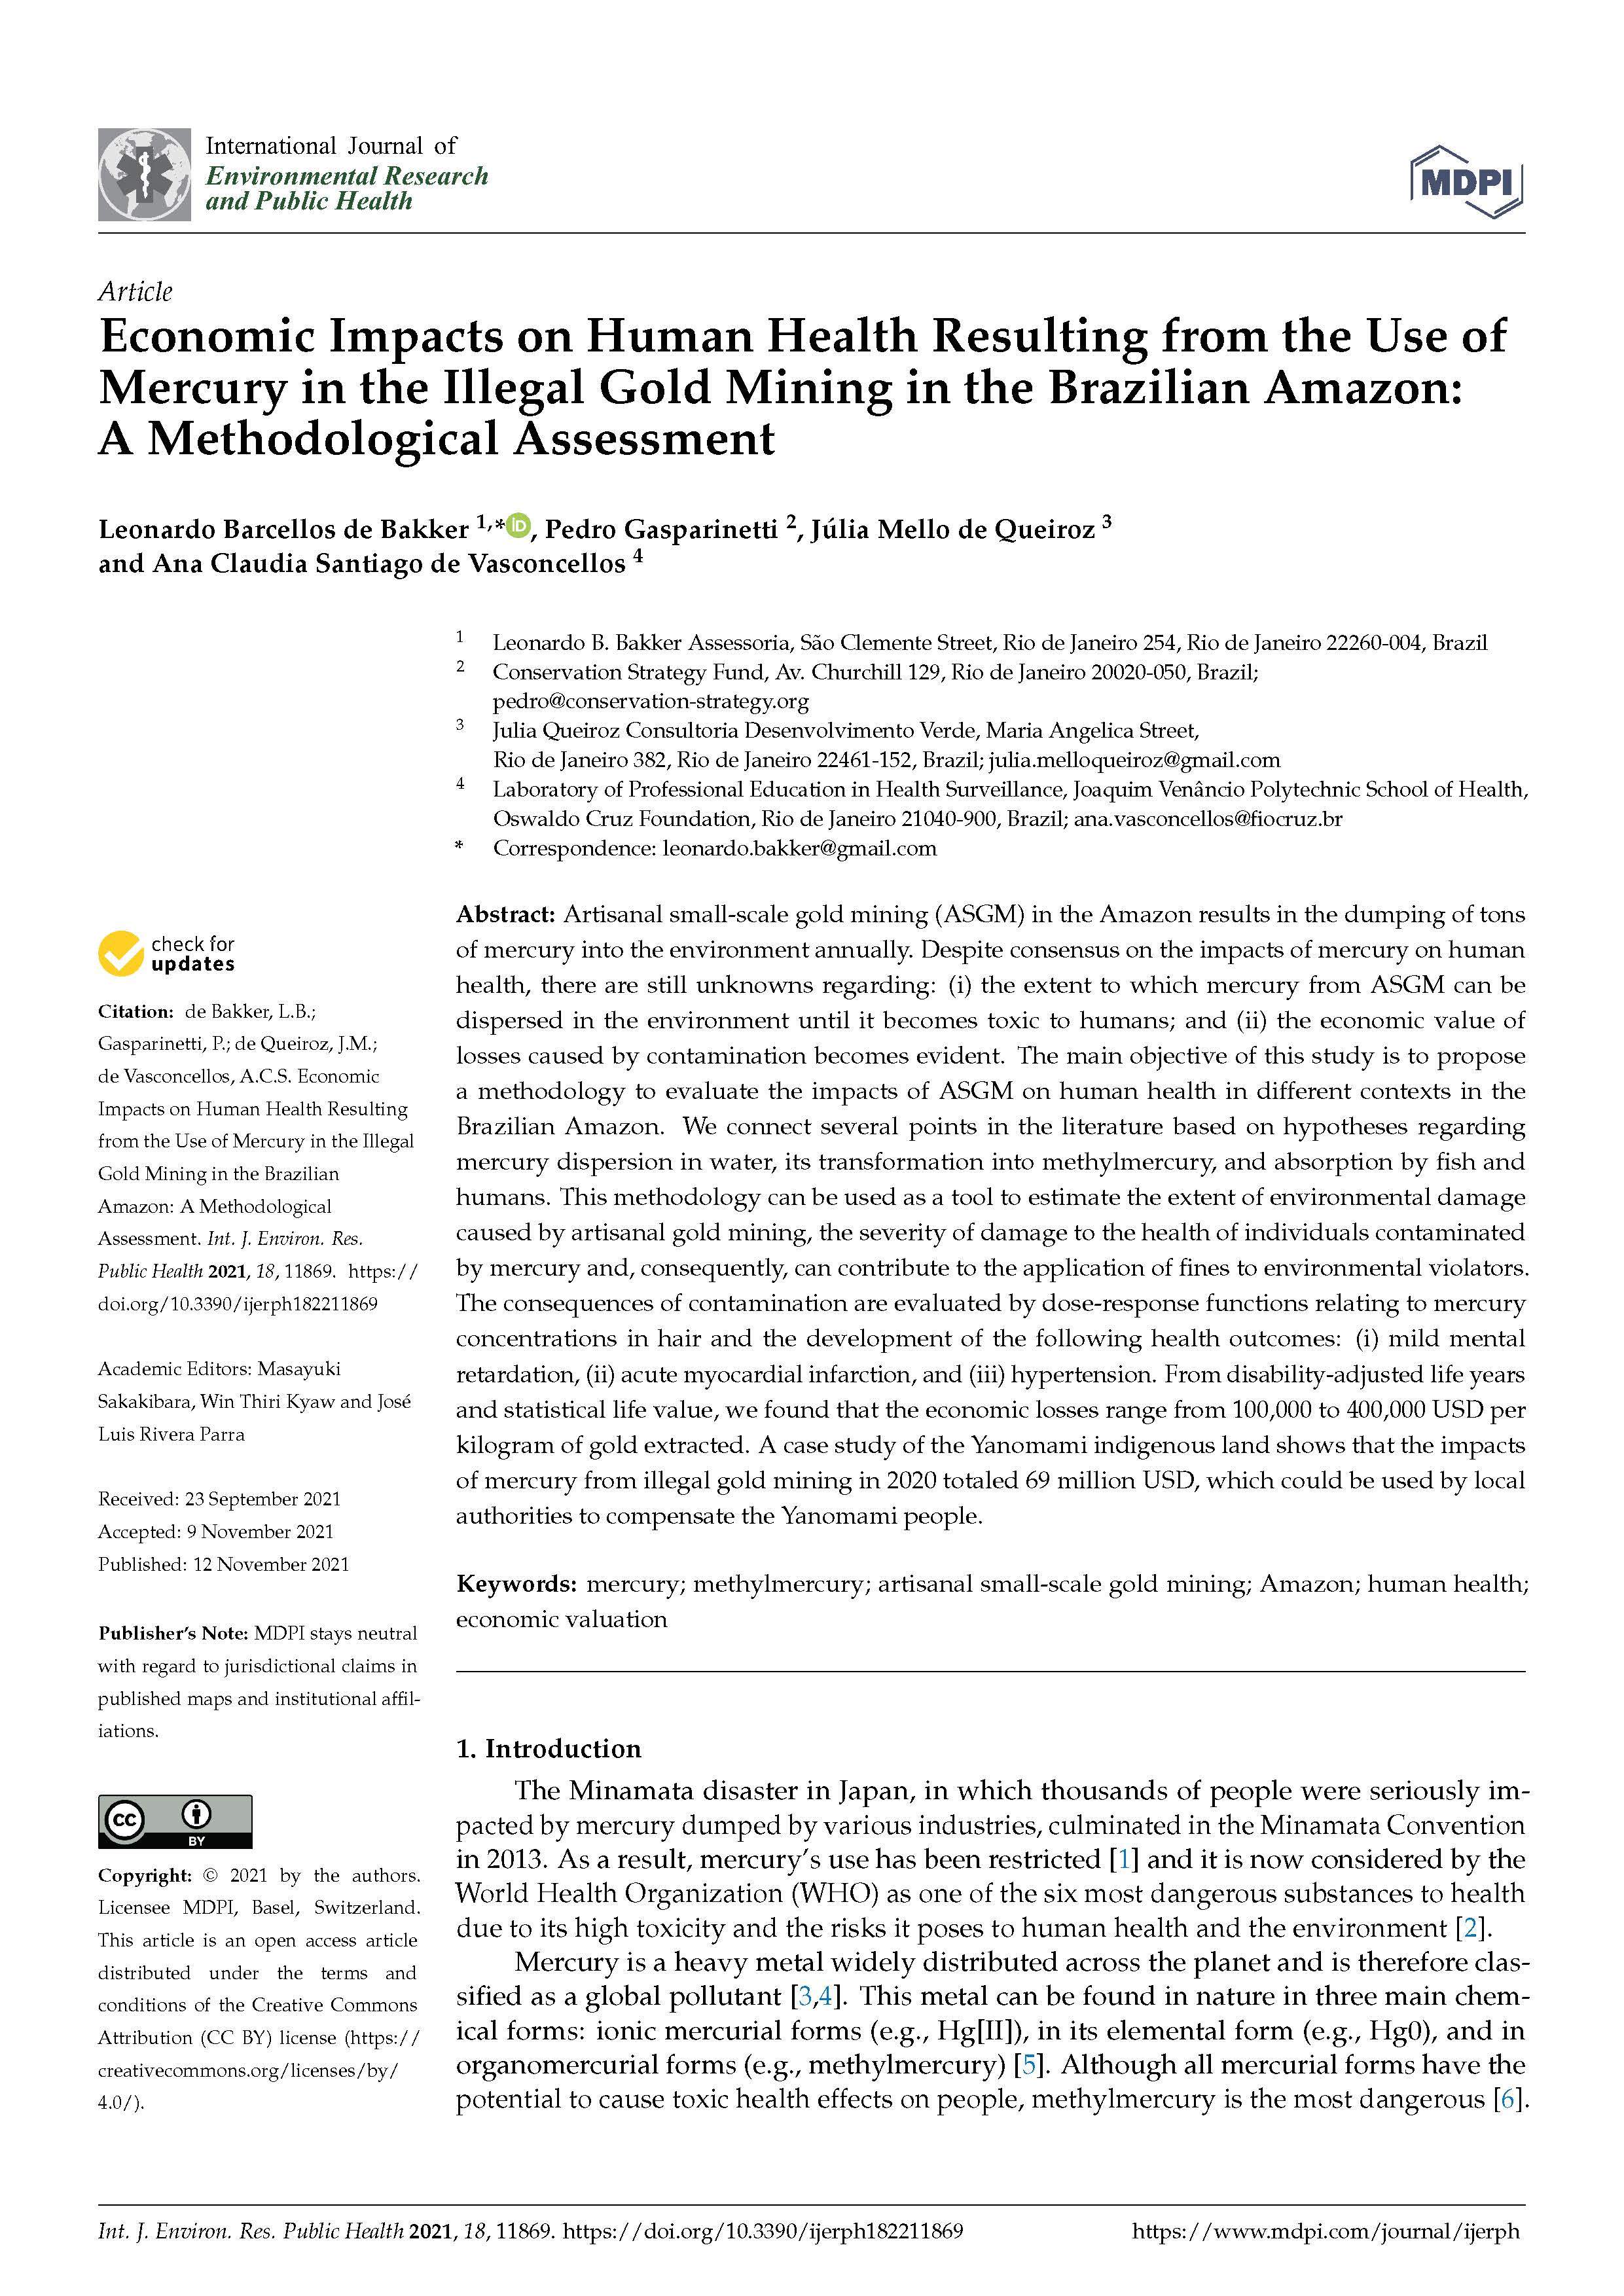 International Journal of
Environmental Research
and Public Health
MDPI
Article
Economic Impacts on Human Health Resulting from the Use of
Mercury in the Illegal Gold Mining in the Brazilian Amazon:
A Methodological Assessment
Leonardo Barcellos de Bakker 1,* iD, Pedro Gasparinetti 2, Júlia Mello de Queiroz 3
and Ana Claudia Santiago de Vasconcellos 4
1 Leonardo B. Bakker Assessoria, São Clemente Street, Rio de Janeiro 254, Rio de Janeiro 22260-004, Brazil
2 Conservation Strategy Fund, Av. Churchill 129, Rio de Janeiro 20020-050, Brazil;
pedro@conservation-strategy.org
3 Julia Queiroz Consultoria Desenvolvimento Verde, Maria Angelica Street,
Rio de Janeiro 382, Rio de Janeiro 22461-152, Brazil; julia.melloqueiroz@gmail.com
4 Laboratory of Professional Education in Health Surveillance, Joaquim Venâncio Polytechnic School of Health,
Oswaldo Cruz Foundation, Rio de Janeiro 21040-900, Brazil; ana.vasconcellos@fiocruz.br
* Correspondence: leonardo.bakker@gmail.com
Abstract: Artisanal small-scale gold mining (ASGM) in the Amazon results in the dumping of tons
of mercury into the environment annually. Despite consensus on the impacts of mercury on human
health, there are still unknowns regarding: (i) the extent to which mercury from ASGM can be
dispersed in the environment until it becomes toxic to humans; and (ii) the economic value of
losses caused by contamination becomes evident. The main objective of this study is to propose
a methodology to evaluate the impacts of ASGM on human health in different contexts in the
Brazilian Amazon. We connect several points in the literature based on hypotheses regarding
mercury dispersion in water, its transformation into methylmercury, and absorption by fish and
humans. This methodology can be used as a tool to estimate the extent of environmental damage
caused by artisanal gold mining, the severity of damage to the health of individuals contaminated
by mercury and, consequently, can contribute to the application of fines to environmental violators.
The consequences of contamination are evaluated by dose-response functions relating to mercury
concentrations in hair and the development of the following health outcomes: (i) mild mental
retardation, (ii) acute myocardial infarction, and (iii) hypertension. From disability-adjusted life years
and statistical life value, we found that the economic losses range from 100,000 to 400,000 USD per
kilogram of gold extracted. A case study of the Yanomami indigenous land shows that the impacts
of mercury from illegal gold mining in 2020 totaled 69 million USD, which could be used by local
authorities to compensate the Yanomami people.
Keywords: mercury; methylmercury; artisanal small-scale gold mining; Amazon; human health;
economic valuation
check for
updates
Citation: de Bakker, L.B.;
Gasparinetti, P.; de Queiroz, J.M.;
de Vasconcellos, A.C.S. Economic
Impacts on Human Health Resulting
from the Use of Mercury in the Illegal
Gold Mining in the Brazilian
Amazon: A Methodological
Assessment. Int. J. Environ. Res.
Public Health 2021, 18, 11869. https://
doi.org/10.3390/ijerph182211869
Academic Editors: Masayuki
Sakakibara, Win Thiri Kyaw and José
Luis Rivera Parra
Received: 23 September 2021
Accepted: 9 November 2021
Published: 12 November 2021
Publisher's Note: MDPI stays neutral
with regard to jurisdictional claims in
published maps and institutional affil-
iations.
CC BY
Copyright: © 2021 by the authors.
Licensee MDPI, Basel, Switzerland.
This article is an open access article
distributed under the terms and
conditions of the Creative Commons
Attribution (CC BY) license (https://
creativecommons.org/licenses/by/
4.0/).
1. Introduction
The Minamata disaster in Japan, in which thousands of people were seriously im-
pacted by mercury dumped by various industries, culminated in the Minamata Convention
in 2013. As a result, mercury's use has been restricted [1] and it is now considered by the
World Health Organization (WHO) as one of the six most dangerous substances to health
due to its high toxicity and the risks it poses to human health and the environment [2].
Mercury is a heavy metal widely distributed across the planet and is therefore clas-
sified as a global pollutant [3,4]. This metal can be found in nature in three main chem-
ical forms: ionic mercurial forms (e.g., Hg[II]), in its elemental form (e.g., Hg0), and in
organomercurial forms (e.g., methylmercury) [5]. Although all mercurial forms have the
potential to cause toxic health effects on people, methylmercury is the most dangerous [6].
Int. J. Environ. Res. Public Health 2021, 18, 11869. https://doi.org/10.3390/ijerph182211869
https://www.mdpi.com/journal/ijerph